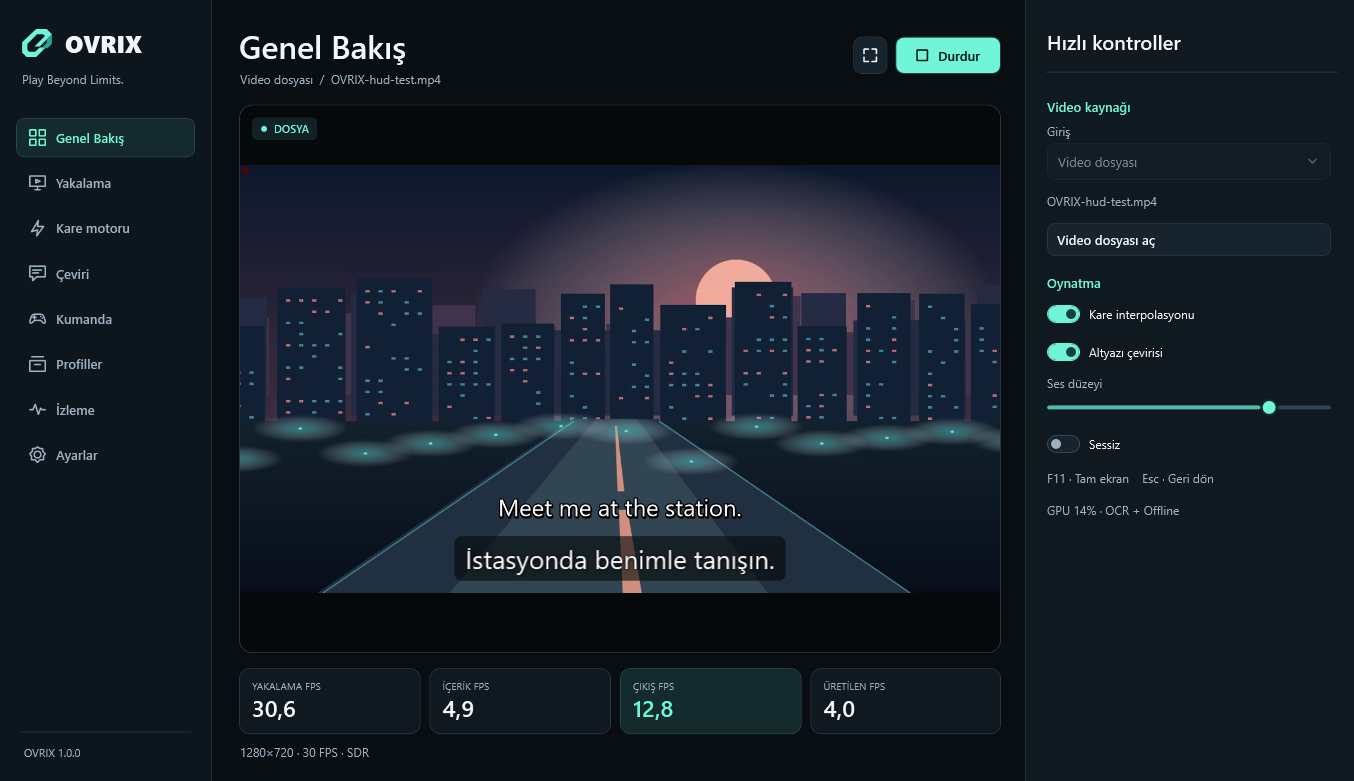 OVRIX
Play Beyond Limits.
Genel Bakış
Yakalama
Kare motoru
Çeviri
Kumanda
Profiller
İzleme
Ayarlar
OVRIX 1.0.0
Genel Bakış
Video dosyası / OVRIX-hud-test.mp4
Durdur
DOSYA
Meet me at the station.
İstasyonda benimle tanışın.
YAKALAMA FPS
30,6
İÇERİK FPS
4,9
ÇIKIŞ FPS
12,8
ÜRETİLEN FPS
4,0
1280×720 · 30 FPS · SDR
Hızlı kontroller
Video kaynağı
Giriş
Video dosyası
OVRIX-hud-test.mp4
Video dosyası aç
Oynatma
Kare interpolasyonu
Altyazı çevirisi
Ses düzeyi
Sessiz
F11 · Tam ekran Esc · Geri dön
GPU 14% · OCR + Offline